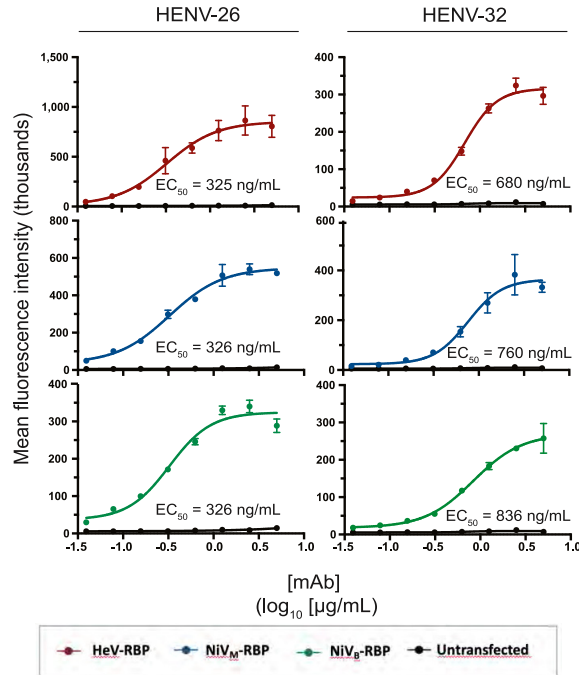 HENV-26 HENV-32
Mean fluorescence intensity (thousands)
1,500
1,000
750
500
250
0
EC50 = 325 ng/mL
400
300
200
100
0
EC50 = 680 ng/mL
800
600
400
200
0
EC50 = 326 ng/mL
600
400
200
0
EC50 = 760 ng/mL
400
300
200
100
0
EC50 = 326 ng/mL
400
300
200
100
0
EC50 = 836 ng/mL
-1.5 -1.0 -0.5 0.0 0.5 1.0
-1.5 -1.0 -0.5 0.0 0.5 1.0
[mAb]
(log10 [µg/mL])
HeV-RBP NiVM-RBP NiVB-RBP Untransfected